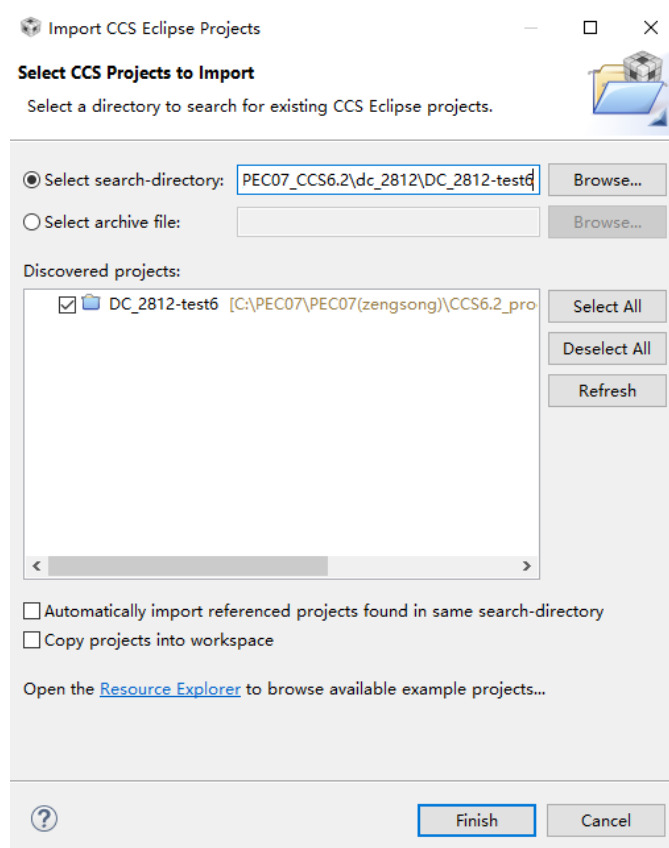 Import CCS Eclipse Projects
Select CCS Projects to Import
Select a directory to search for existing CCS Eclipse projects.
Select search-directory: PEC07_CCS6.2\dc_2812\DC_2812-test6 Browse...
Select archive file: Browse...
Discovered projects:
DC_2812-test6 [C:\PEC07\PEC07(zengsong)\CCS6.2_pro
Select All
Deselect All
Refresh
Automatically import referenced projects found in same search-directory
Copy projects into workspace
Open the Resource Explorer to browse available example projects...
? Finish Cancel